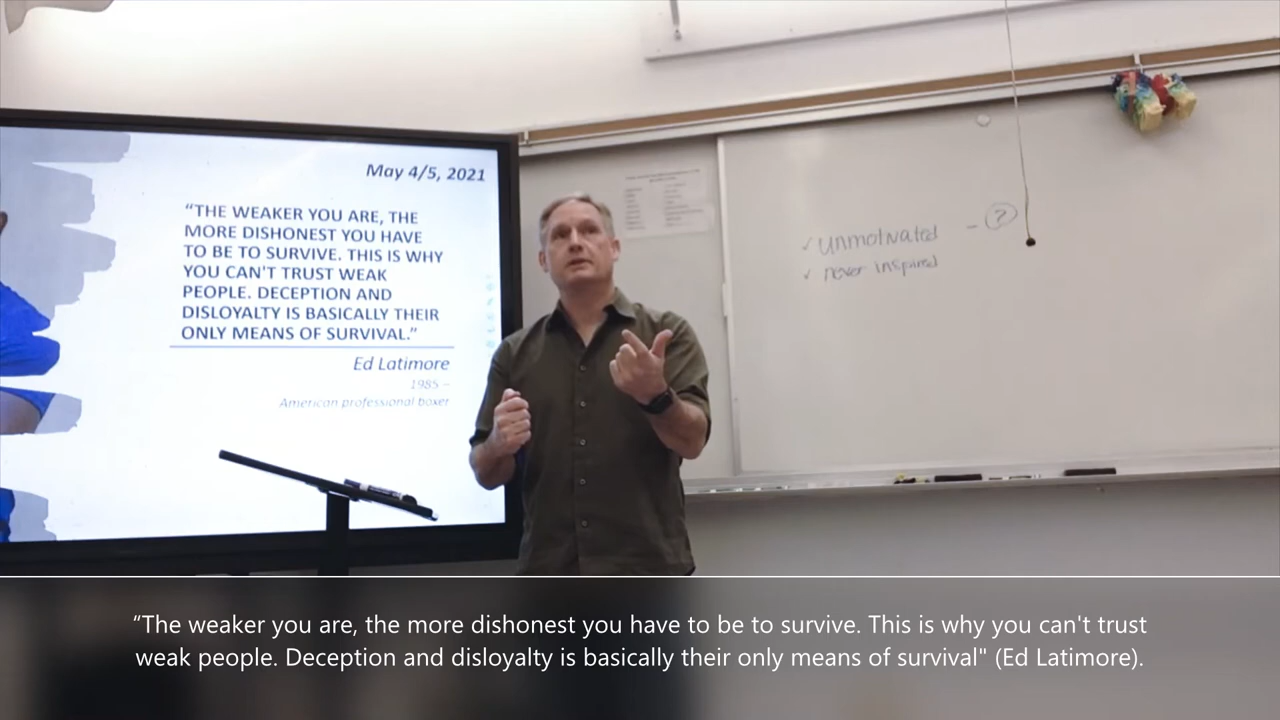 May 4/5, 2021
“THE WEAKER YOU ARE, THE
MORE DISHONEST YOU HAVE
TO BE TO SURVIVE. THIS IS WHY
YOU CAN'T TRUST WEAK
PEOPLE. DECEPTION AND
DISLOYALTY IS BASICALLY THEIR
ONLY MEANS OF SURVIVAL.”
Ed Latimore
1985 –
American professional boxer
✓ unmotivated – ?
✓ never inspired
“The weaker you are, the more dishonest you have to be to survive. This is why you can't trust
weak people. Deception and disloyalty is basically their only means of survival" (Ed Latimore).